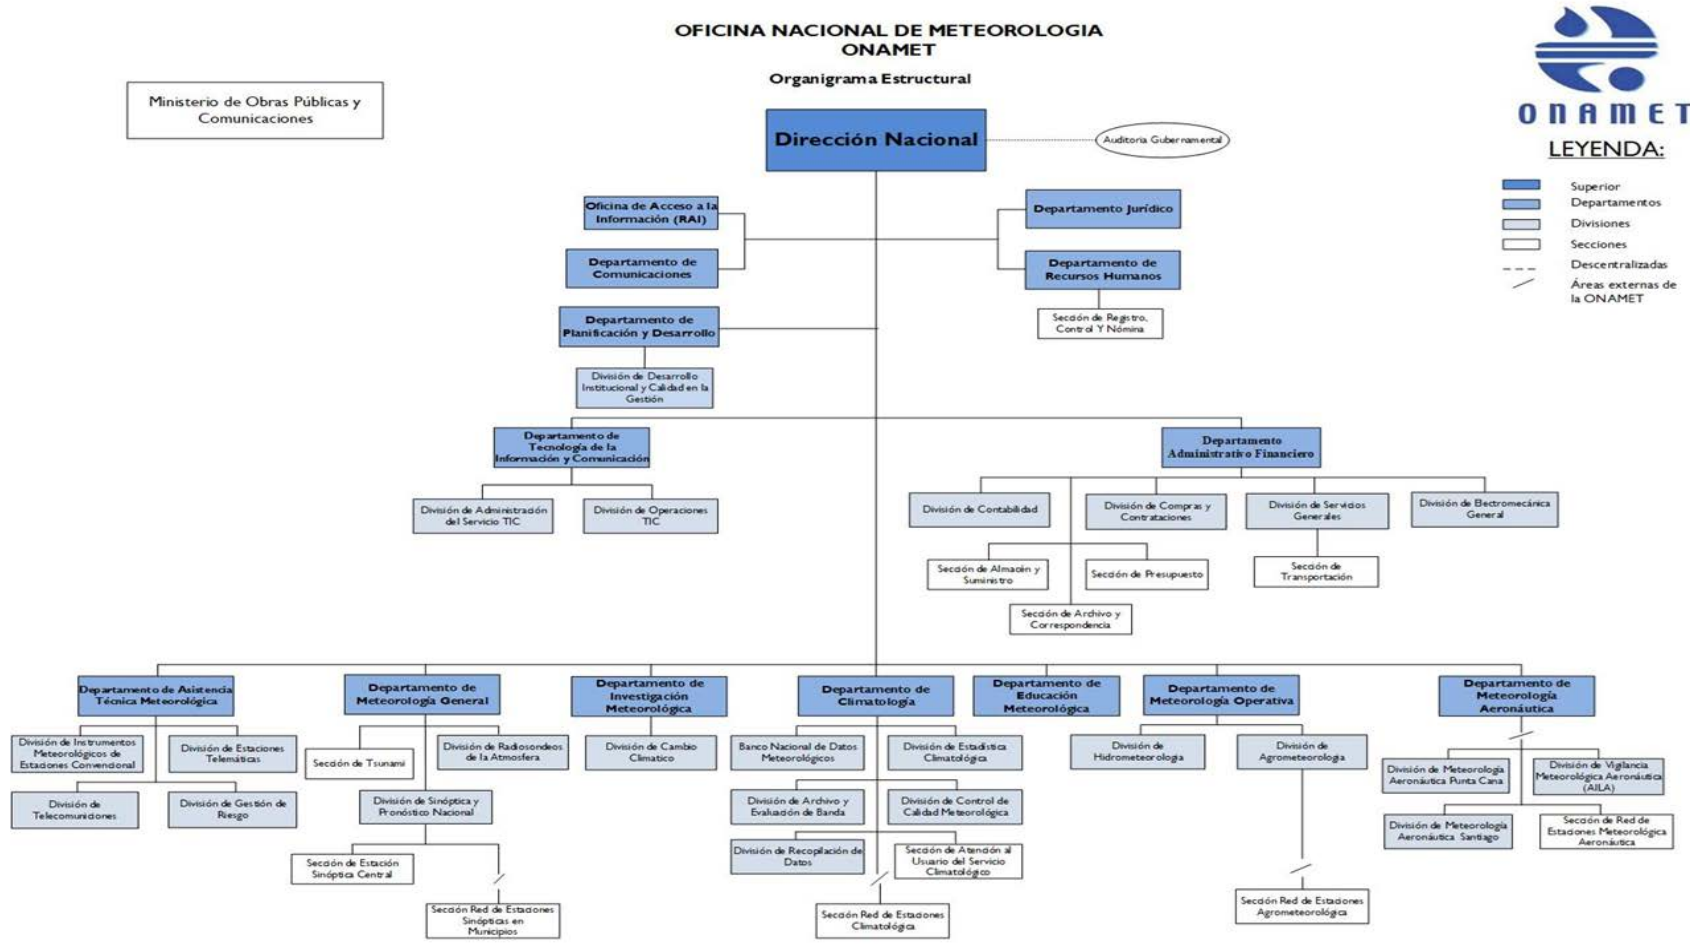 OFICINA NACIONAL DE METEOROLOGIA
ONAMET
Organigrama Estructural
ONAMET
Ministerio de Obras Públicas y
Comunicaciones
Dirección Nacional
Auditoria Gubernamental
LEYENDA:
Superior
Departamentos
Divisiones
Secciones
Descentralizadas
Áreas externas de
la ONAMET
Oficina de Acceso a la
Información (RAI)
Departamento Jurídico
Departamento de
Comunicaciones
Departamento de
Recursos Humanos
Sección de Registro,
Control Y Nómina
Departamento de
Planificación y Desarrollo
División de Desarrollo
Institucional y Calidad en la
Gestión
Departamento de
Tecnología de la
Información y Comunicación
Departamento
Administrativo Financiero
División de Administración
del Servicio TIC
División de Operaciones
TIC
División de Contabilidad
División de Compras y
Contrataciones
División de Servicios
Generales
División de Electromecánica
General
Sección de Almacén y
Suministro
Sección de Presupuesto
Sección de
Transportación
Sección de Archivo y
Correspondencia
Departamento de Asistencia
Técnica Meteorológica
Departamento de
Meteorología General
Departamento de
Investigación
Meteorológica
Departamento de
Climatología
Departamento de
Educación
Meteorológica
Departamento de
Meteorología Operativa
Departamento de
Meteorología
Aeronáutica
División de Instrumentos
Meteorológicos de
Estaciones Convencional
División de Estaciones
Telemáticas
Sección de Tsunami
División de Radiosondeos
de la Atmosfera
División de Cambio
Climatico
Banco Nacional de Datos
Meteorológicos
División de Estadística
Climatológica
División de
Hidrometeorologia
División de
Agrometeorologia
División de Meteorología
Aeronáutica Punta Cana
División de Vigilancia
Meteorológica Aeronáutica
(AILA)
División de
Telecomuniciones
División de Gestión de
Riesgo
División de Sinóptica y
Pronóstico Nacional
División de Archivo y
Evaluación de Banda
División de Control de
Calidad Meteorológica
División de Meteorología
Aeronáutica Santiago
Sección de Red de
Estaciones Meteorológica
Aeronáutica
Sección de Estación
Sinóptica Central
División de Recopilación de
Datos
Sección de Atención al
Usuario del Servicio
Climatológico
Sección Red de Estaciones
Sinópticas en
Municipios
Sección Red de Estaciones
Climatológica
Sección Red de Estaciones
Agrometeorológica